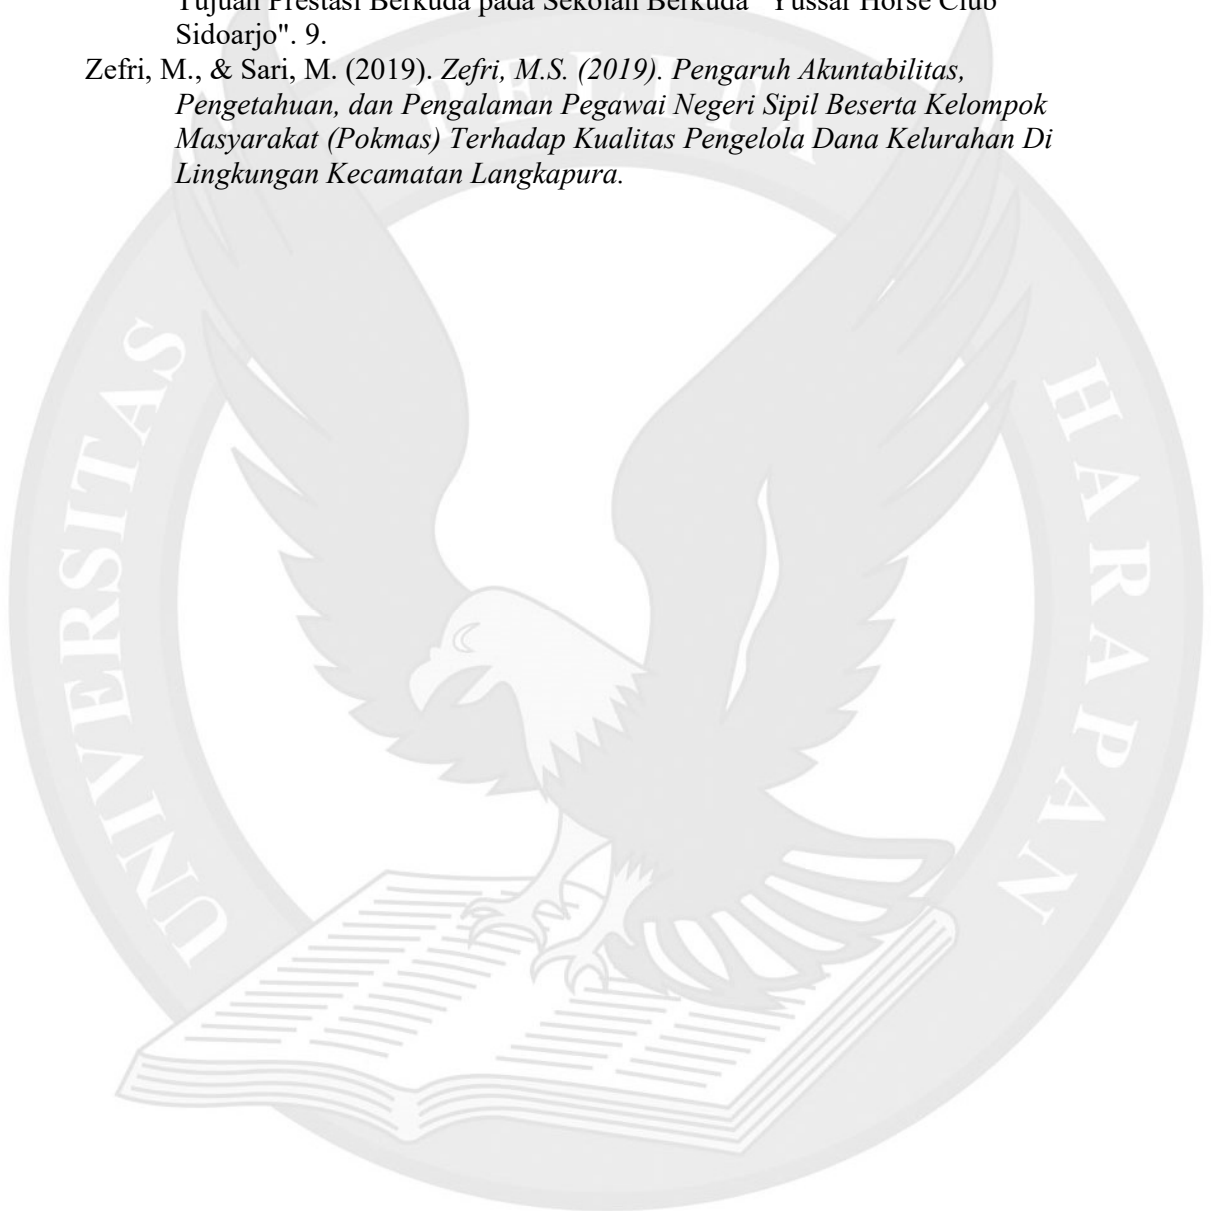 Tujuan Prestasi Berkuda pada Sekolah Berkuda "Yussar Horse Club
Sidoarjo". 9.
Zefri, M., & Sari, M. (2019). Zefri, M.S. (2019). Pengaruh Akuntabilitas,
Pengetahuan, dan Pengalaman Pegawai Negeri Sipil Beserta Kelompok
Masyarakat (Pokmas) Terhadap Kualitas Pengelola Dana Kelurahan Di
Lingkungan Kecamatan Langkapura.
UNIVERSITAS
PELITA
HARAPAN